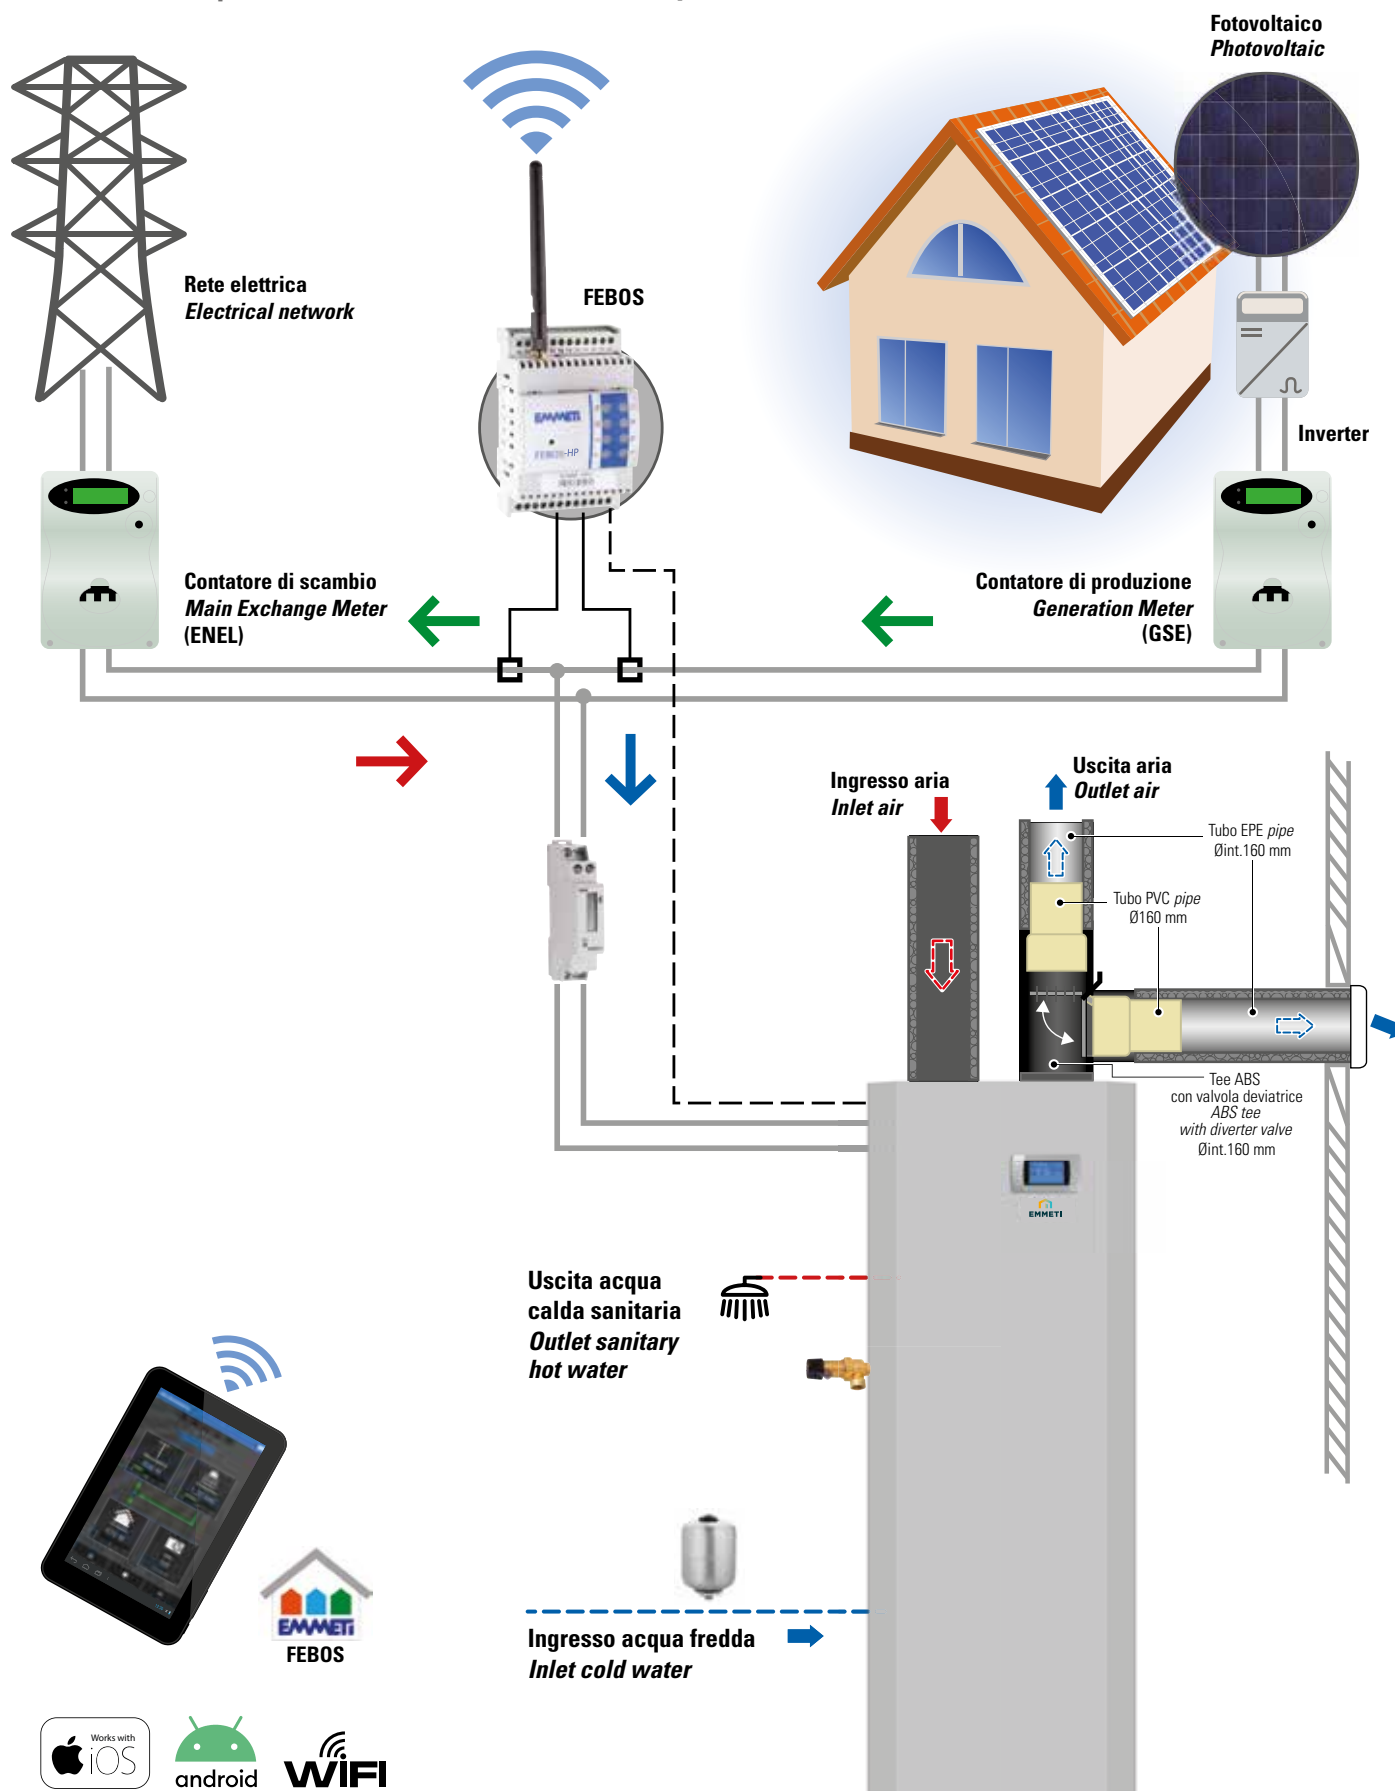 Fotovoltaico
Photovoltaic
Rete elettrica
Electrical network
FEBOS
EMMETI
FEBOS-HP
Inverter
Contatore di scambio
Main Exchange Meter
(ENEL)
Contatore di produzione
Generation Meter
(GSE)
Ingresso aria
Inlet air
Uscita aria
Outlet air
Tubo EPE pipe
Øint.160 mm
Tubo PVC pipe
Ø160 mm
Tee ABS
con valvola deviatrice
ABS tee
with diverter valve
Øint.160 mm
EMMETI
Uscita acqua
calda sanitaria
Outlet sanitary
hot water
EMMETI
FEBOS
Ingresso acqua fredda
Inlet cold water
Works with
iOS
android
WiFi